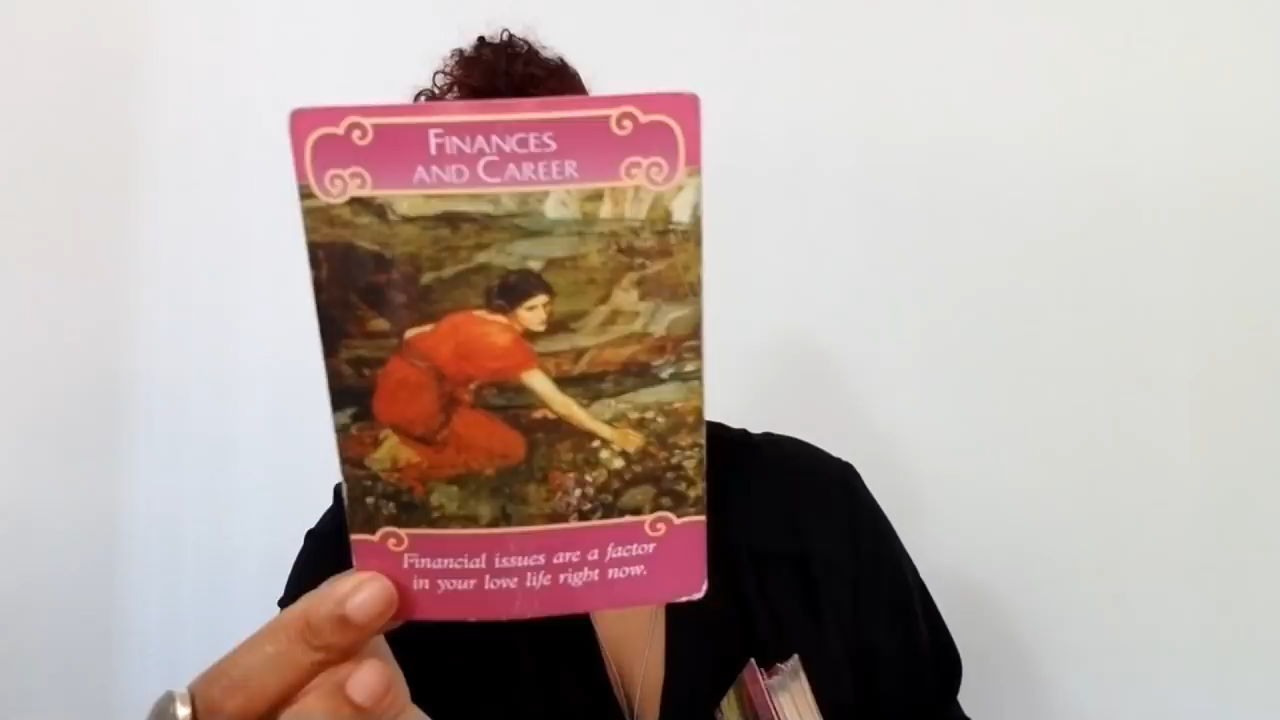 FINANCES
AND CAREER
Financial issues are a factor
in your love life right now.